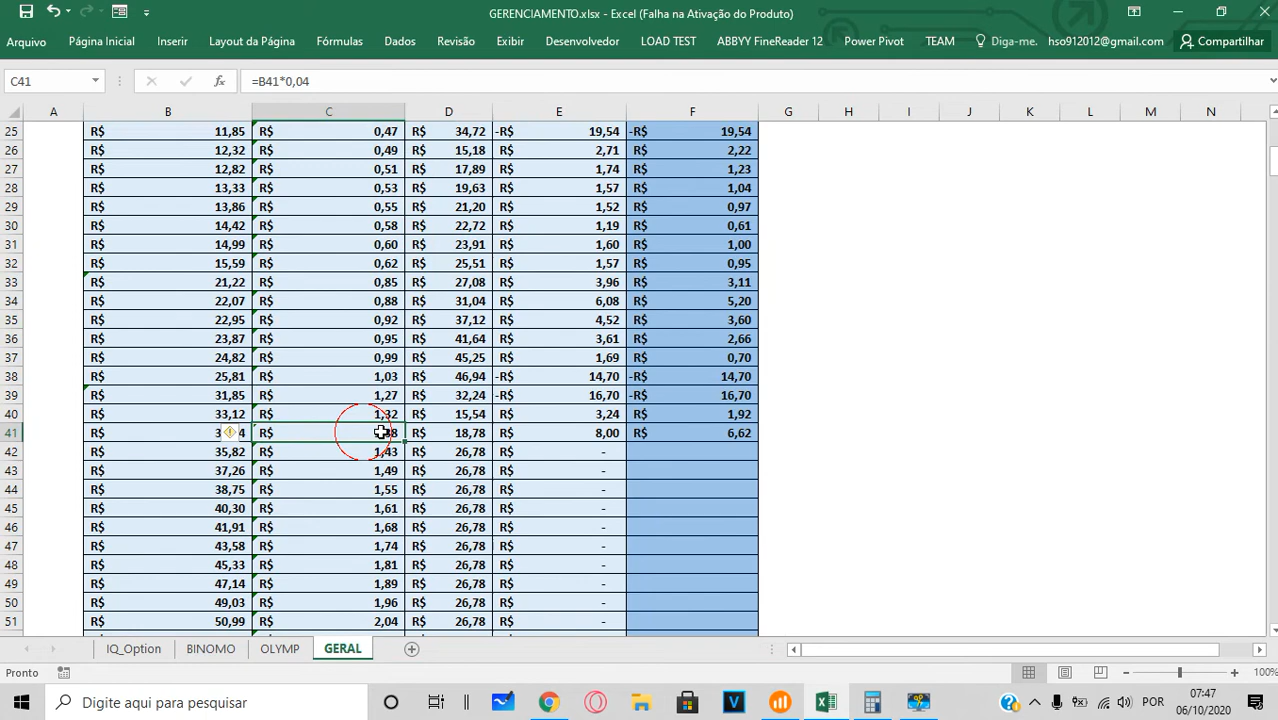 GERENCIAMENTO.xlsx - Excel (Falha na Ativação do Produto)
Arquivo Página Inicial Inserir Layout da Página Fórmulas Dados Revisão Exibir Desenvolvedor LOAD TEST ABBYY FineReader 12 Power Pivot TEAM Diga-me. hso912012@gmail.com Compartilhar
C41 fx =B41*0,04
A B C D E F G H I J K L M N
25 R$ 11,85 R$ 0,47 R$ 34,72 -R$ 19,54 -R$ 19,54
26 R$ 12,32 R$ 0,49 R$ 15,18 R$ 2,71 R$ 2,22
27 R$ 12,82 R$ 0,51 R$ 17,89 R$ 1,74 R$ 1,23
28 R$ 13,33 R$ 0,53 R$ 19,63 R$ 1,57 R$ 1,04
29 R$ 13,86 R$ 0,55 R$ 21,20 R$ 1,52 R$ 0,97
30 R$ 14,42 R$ 0,58 R$ 22,72 R$ 1,19 R$ 0,61
31 R$ 14,99 R$ 0,60 R$ 23,91 R$ 1,60 R$ 1,00
32 R$ 15,59 R$ 0,62 R$ 25,51 R$ 1,57 R$ 0,95
33 R$ 21,22 R$ 0,85 R$ 27,08 R$ 3,96 R$ 3,11
34 R$ 22,07 R$ 0,88 R$ 31,04 R$ 6,08 R$ 5,20
35 R$ 22,95 R$ 0,92 R$ 37,12 R$ 4,52 R$ 3,60
36 R$ 23,87 R$ 0,95 R$ 41,64 R$ 3,61 R$ 2,66
37 R$ 24,82 R$ 0,99 R$ 45,25 R$ 1,69 R$ 0,70
38 R$ 25,81 R$ 1,03 R$ 46,94 -R$ 14,70 -R$ 14,70
39 R$ 31,85 R$ 1,27 R$ 32,24 -R$ 16,70 -R$ 16,70
40 R$ 33,12 R$ 1,32 R$ 15,54 R$ 3,24 R$ 1,92
41 R$ R$ R$ 18,78 R$ 8,00 R$ 6,62
42 R$ 35,82 R$ 1,43 R$ 26,78 R$ -
43 R$ 37,26 R$ 1,49 R$ 26,78 R$ -
44 R$ 38,75 R$ 1,55 R$ 26,78 R$ -
45 R$ 40,30 R$ 1,61 R$ 26,78 R$ -
46 R$ 41,91 R$ 1,68 R$ 26,78 R$ -
47 R$ 43,58 R$ 1,74 R$ 26,78 R$ -
48 R$ 45,33 R$ 1,81 R$ 26,78 R$ -
49 R$ 47,14 R$ 1,89 R$ 26,78 R$ -
50 R$ 49,03 R$ 1,96 R$ 26,78 R$ -
51 R$ 50,99 R$ 2,04 R$ 26,78 R$ -
IQ_Option BINOMO OLYMP GERAL
Pronto 100%
Digite aqui para pesquisar POR 07:47
06/10/2020